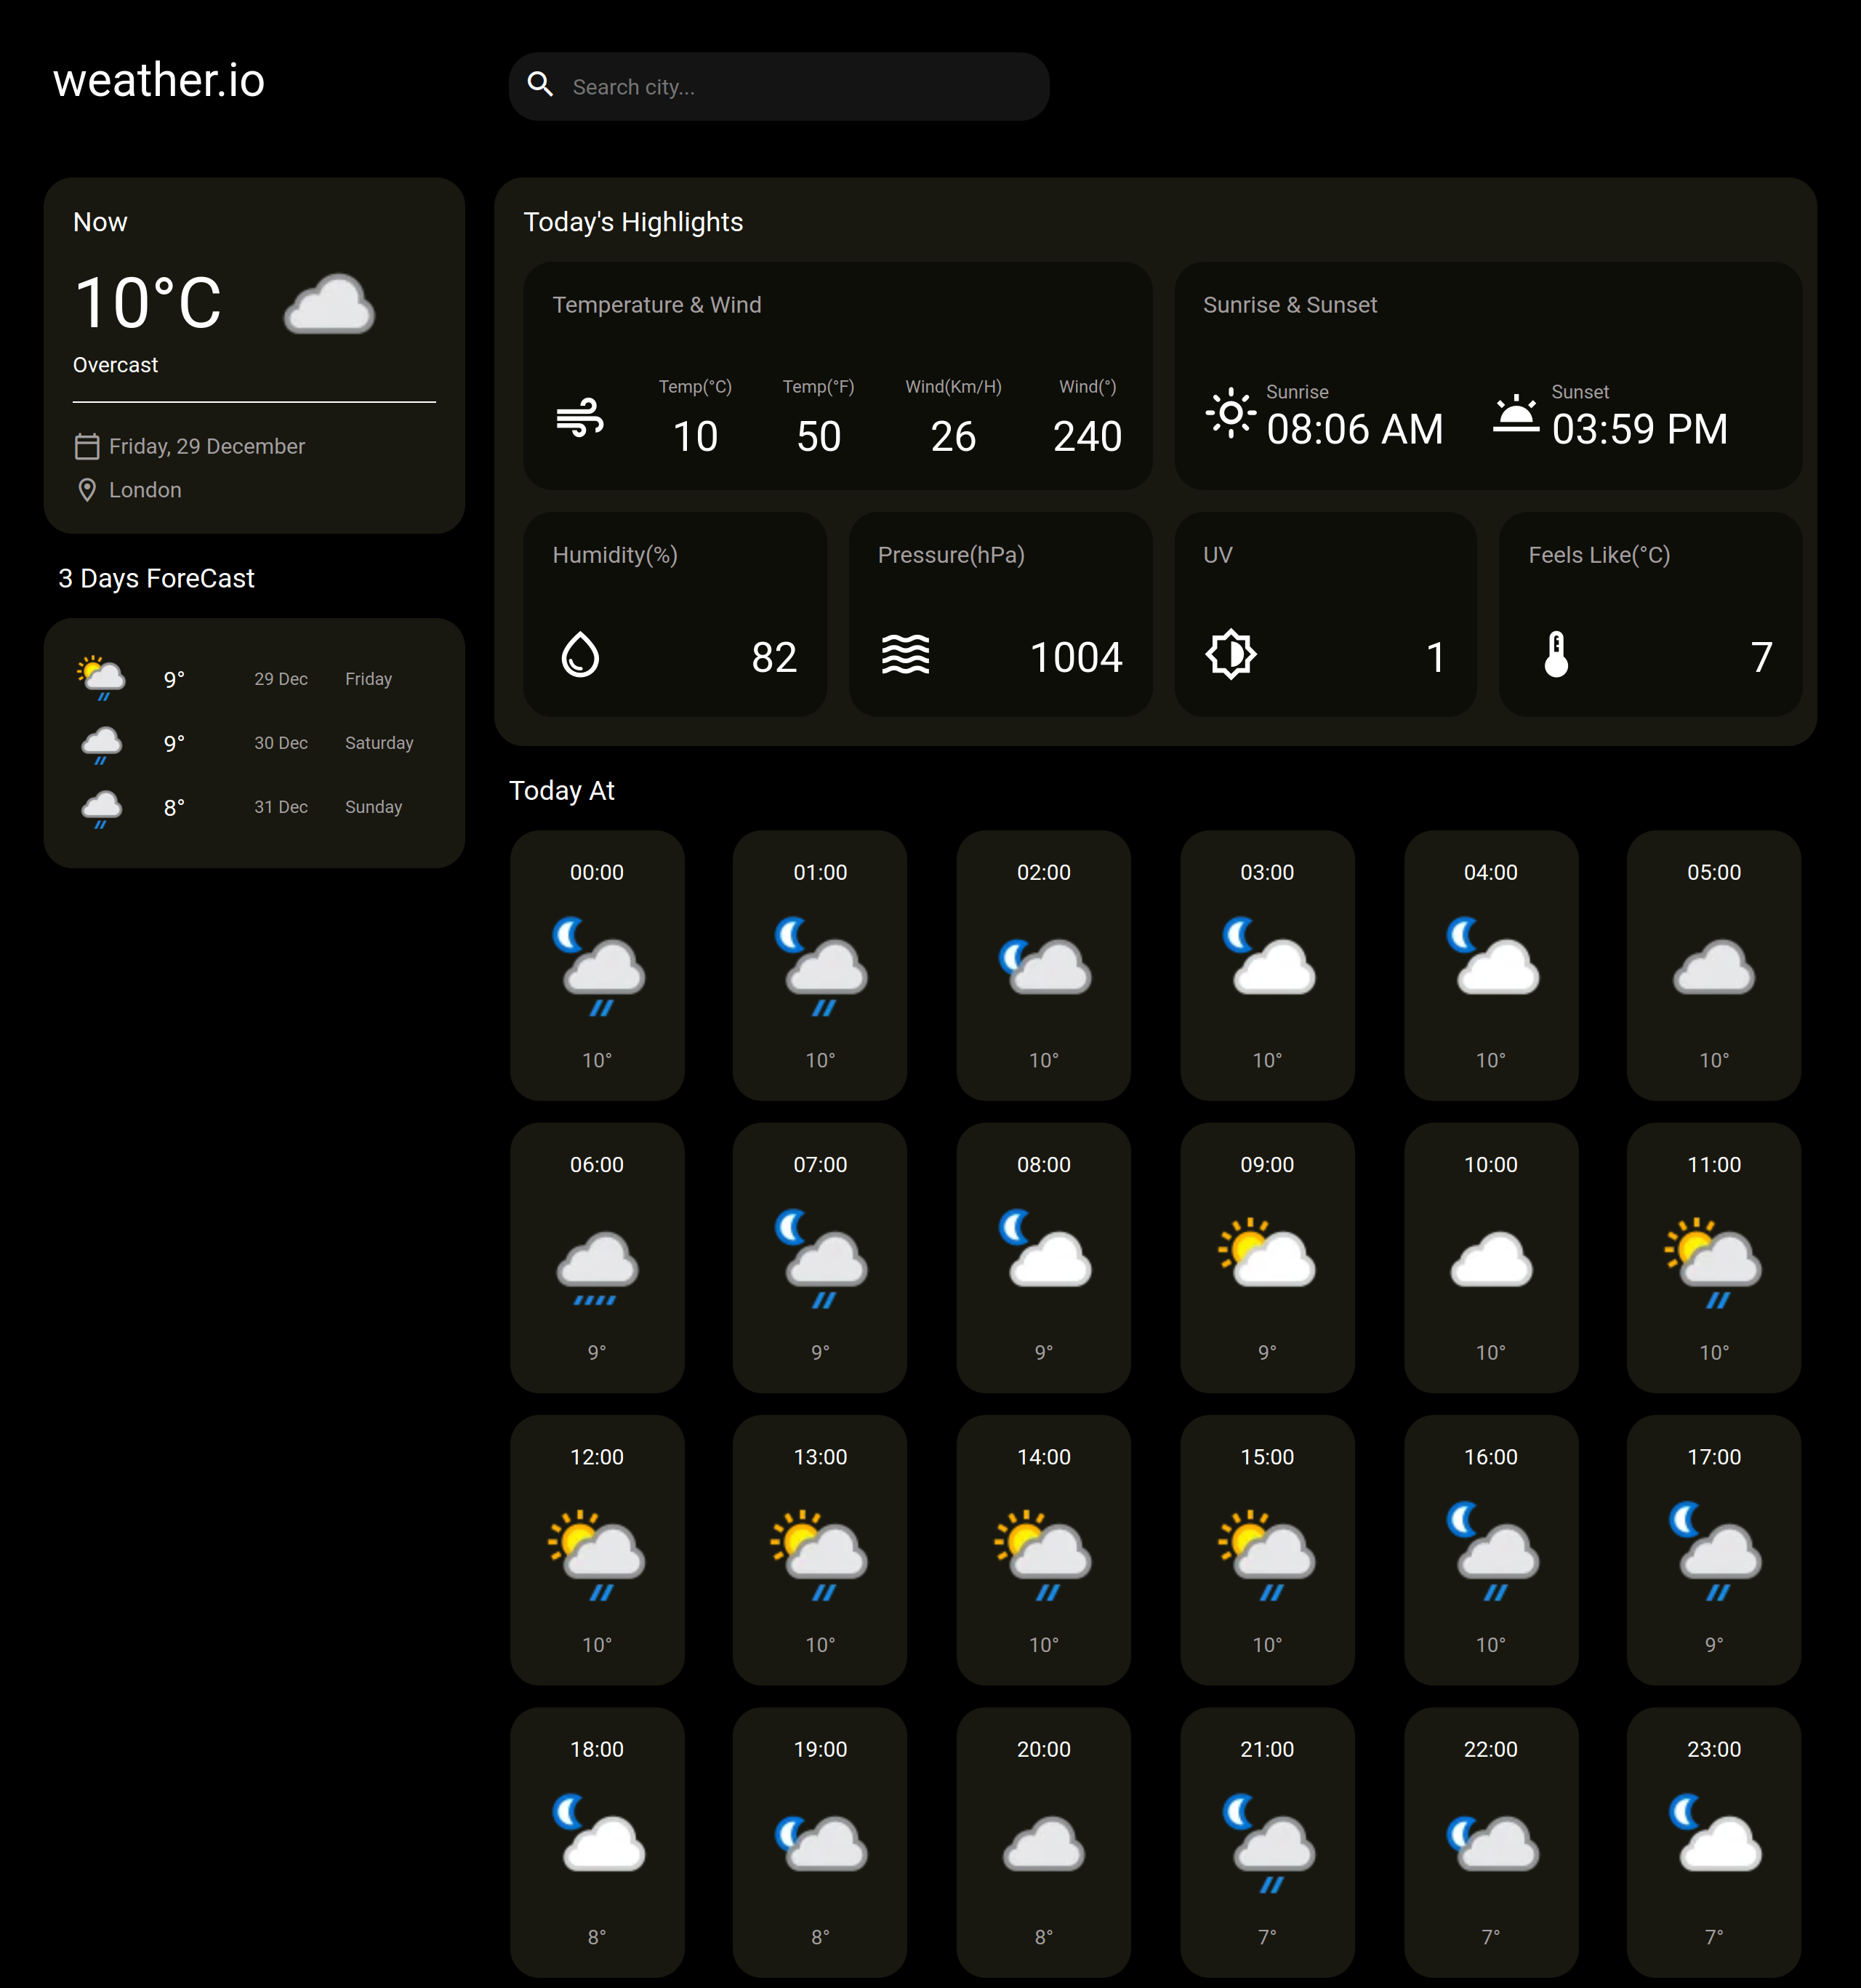 weather.io
Search city...
Now
10°C
Overcast
Friday, 29 December
London
3 Days ForeCast
9° 29 Dec Friday
9° 30 Dec Saturday
8° 31 Dec Sunday
Today's Highlights
Temperature & Wind
Temp(°C) Temp(°F) Wind(Km/H) Wind(°)
10 50 26 240
Sunrise & Sunset
Sunrise Sunset
08:06 AM 03:59 PM
Humidity(%)
82
Pressure(hPa)
1004
UV
1
Feels Like(°C)
7
Today At
00:00 01:00 02:00 03:00 04:00 05:00
10° 10° 10° 10° 10° 10°
06:00 07:00 08:00 09:00 10:00 11:00
9° 9° 9° 9° 10° 10°
12:00 13:00 14:00 15:00 16:00 17:00
10° 10° 10° 10° 10° 9°
18:00 19:00 20:00 21:00 22:00 23:00
8° 8° 8° 7° 7° 7°